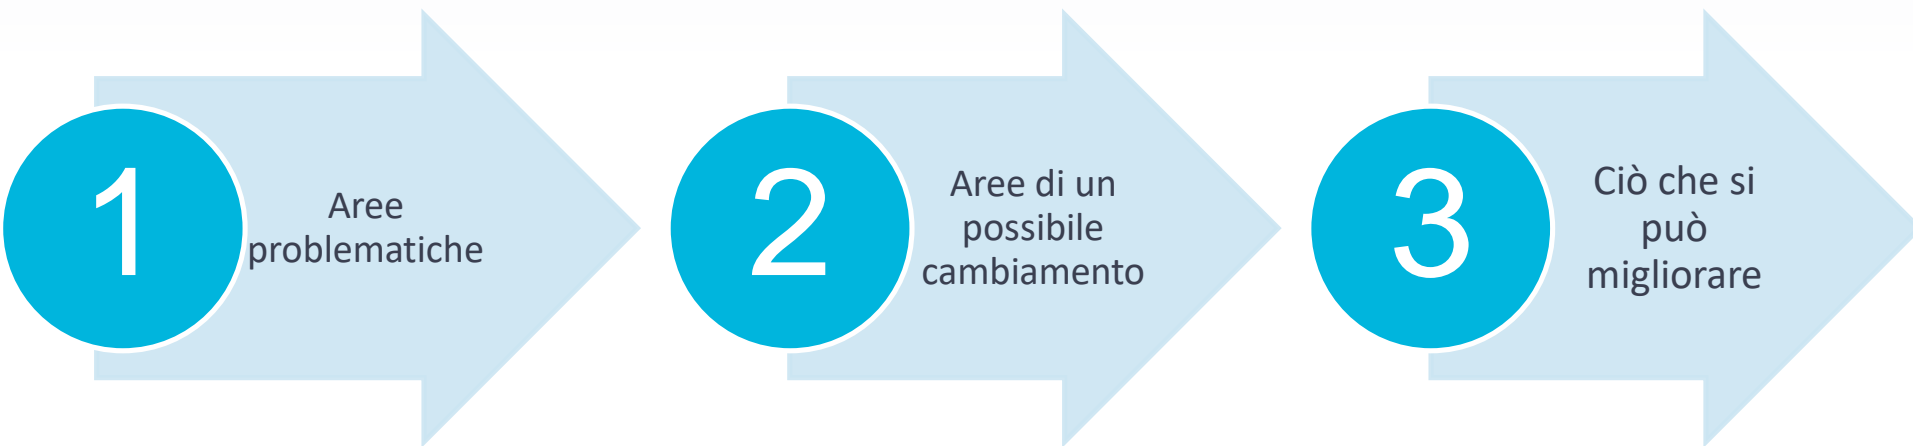 1
Aree
problematiche
2
Aree di un
possibile
cambiamento
3
Ciò che si
può
migliorare